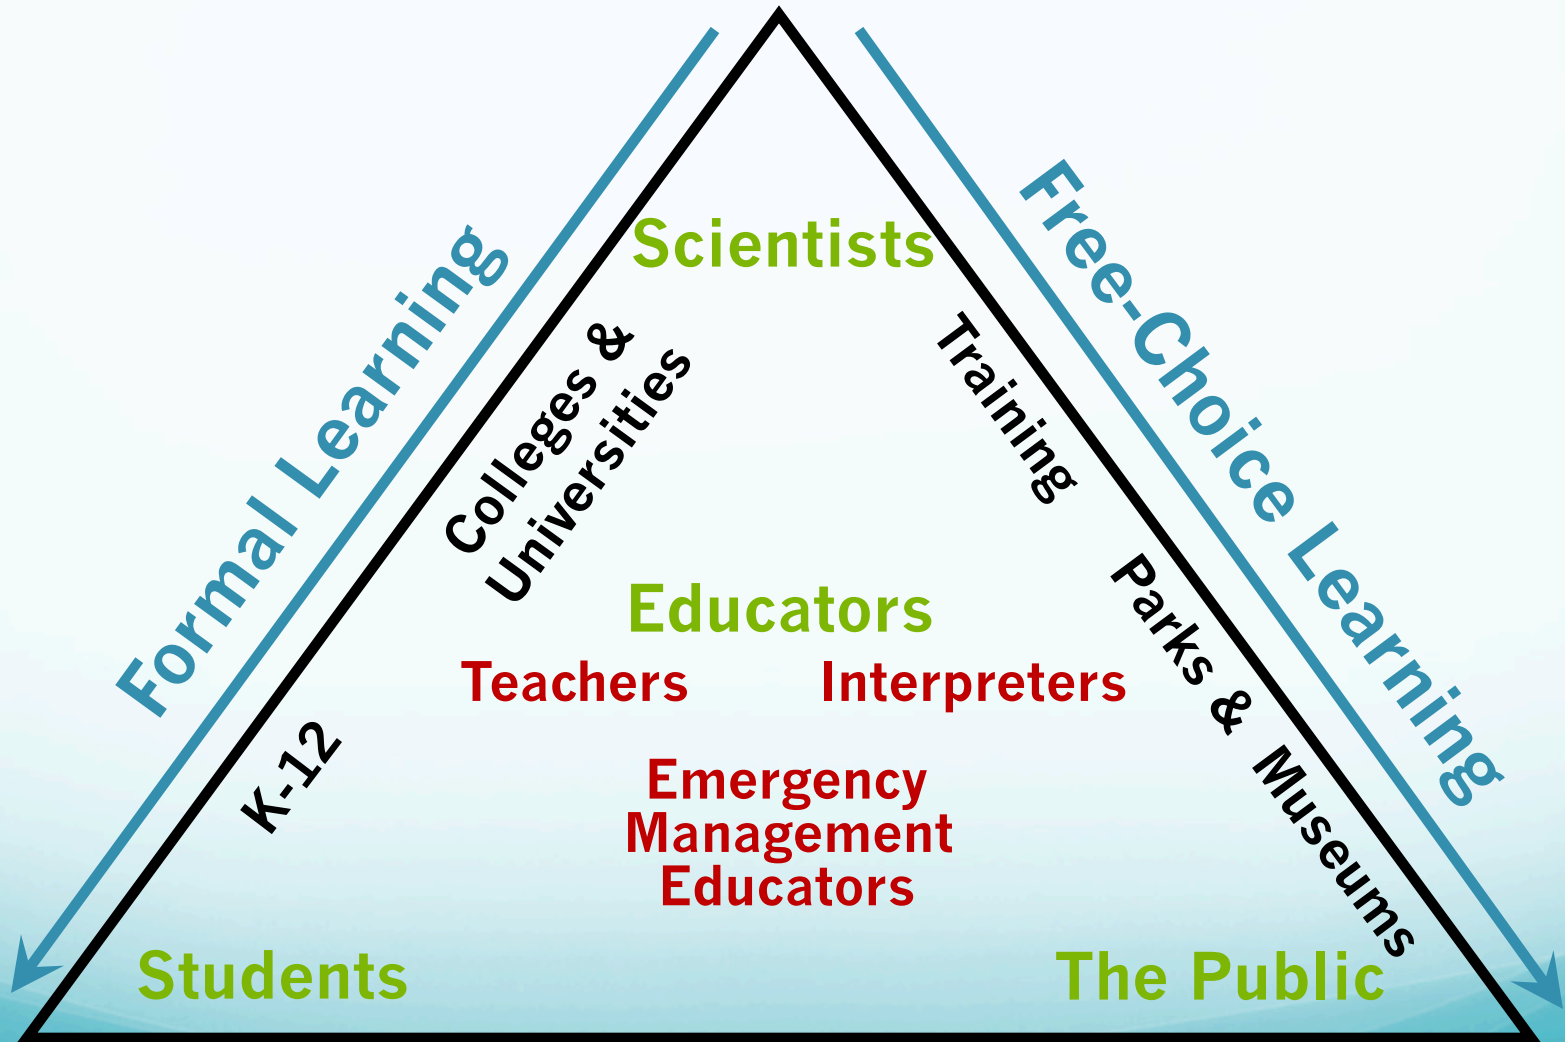 Scientists
Formal Learning
Free-Choice Learning
Colleges &
Universities
Training
Educators
Teachers
Interpreters
Parks & Museums
K-12
Emergency
Management
Educators
Students
The Public